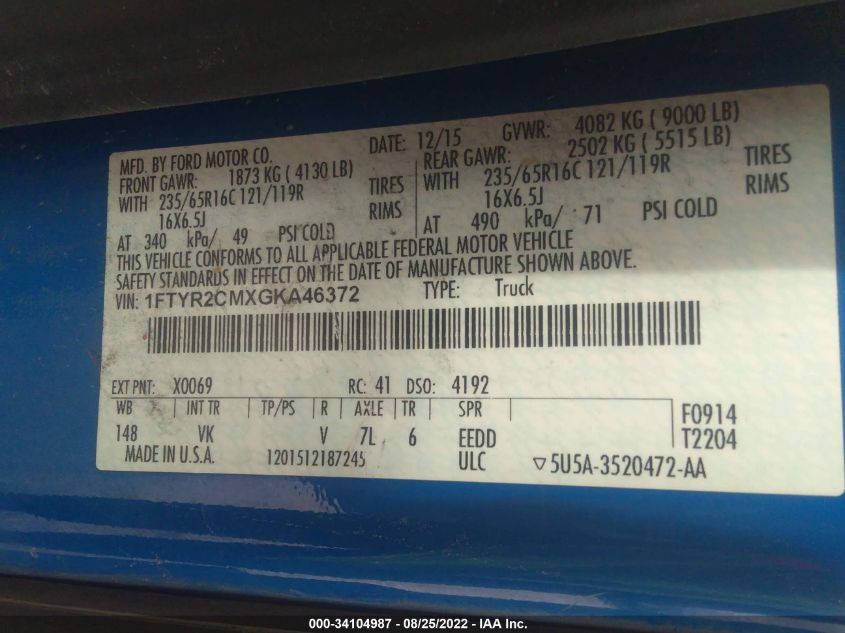 MFD. BY FORD MOTOR CO. DATE: 12/15 GVWR: 4082 KG ( 9000 LB)
FRONT GAWR: 1873 KG ( 4130 LB) REAR GAWR: 2502 KG ( 5515 LB)
WITH 235/65R16C 121/119R TIRES WITH 235/65R16C 121/119R TIRES
16X6.5J RIMS 16X6.5J RIMS
AT 340 kPa/ 49 PSI COLD AT 490 kPa/ 71 PSI COLD
THIS VEHICLE CONFORMS TO ALL APPLICABLE FEDERAL MOTOR VEHICLE
SAFETY STANDARDS IN EFFECT ON THE DATE OF MANUFACTURE SHOWN ABOVE.
VIN: 1FTYR2CMXGKA46372 TYPE: Truck
EXT PNT: X0069 RC: 41 DSO: 4192
WB INT TR TP/PS R AXLE TR SPR F0914
148 VK V 7L 6 EEDD T2204
MADE IN U.S.A. 1201512187245 ULC ▽5U5A-3520472-AA
000-34104987 - 08/25/2022 - IAA Inc.